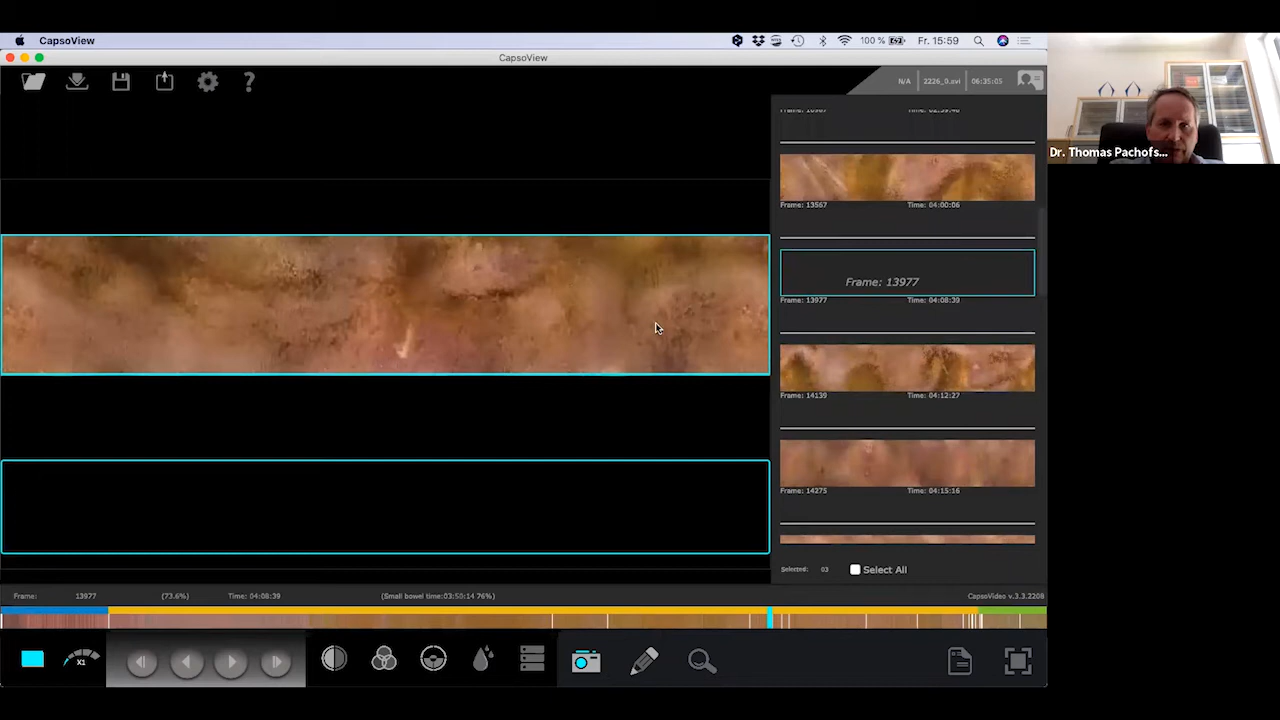 CapsoView
100 %
Fr. 15:59
CapsoView
N/A
2226_0.avi
06:35:05
Dr. Thomas Pachofs...
Frame: 13567 Time: 04:00:06
Frame: 13977
Frame: 13977 Time: 04:08:39
Frame: 14139 Time: 04:12:27
Frame: 14275 Time: 04:15:16
Selected: 03 Select All
Frame: 13977 (73.6%) Time: 04:08:39 (Small bowel time:03:50:14 76%) CapsoVideo v.3.3.2208
X1